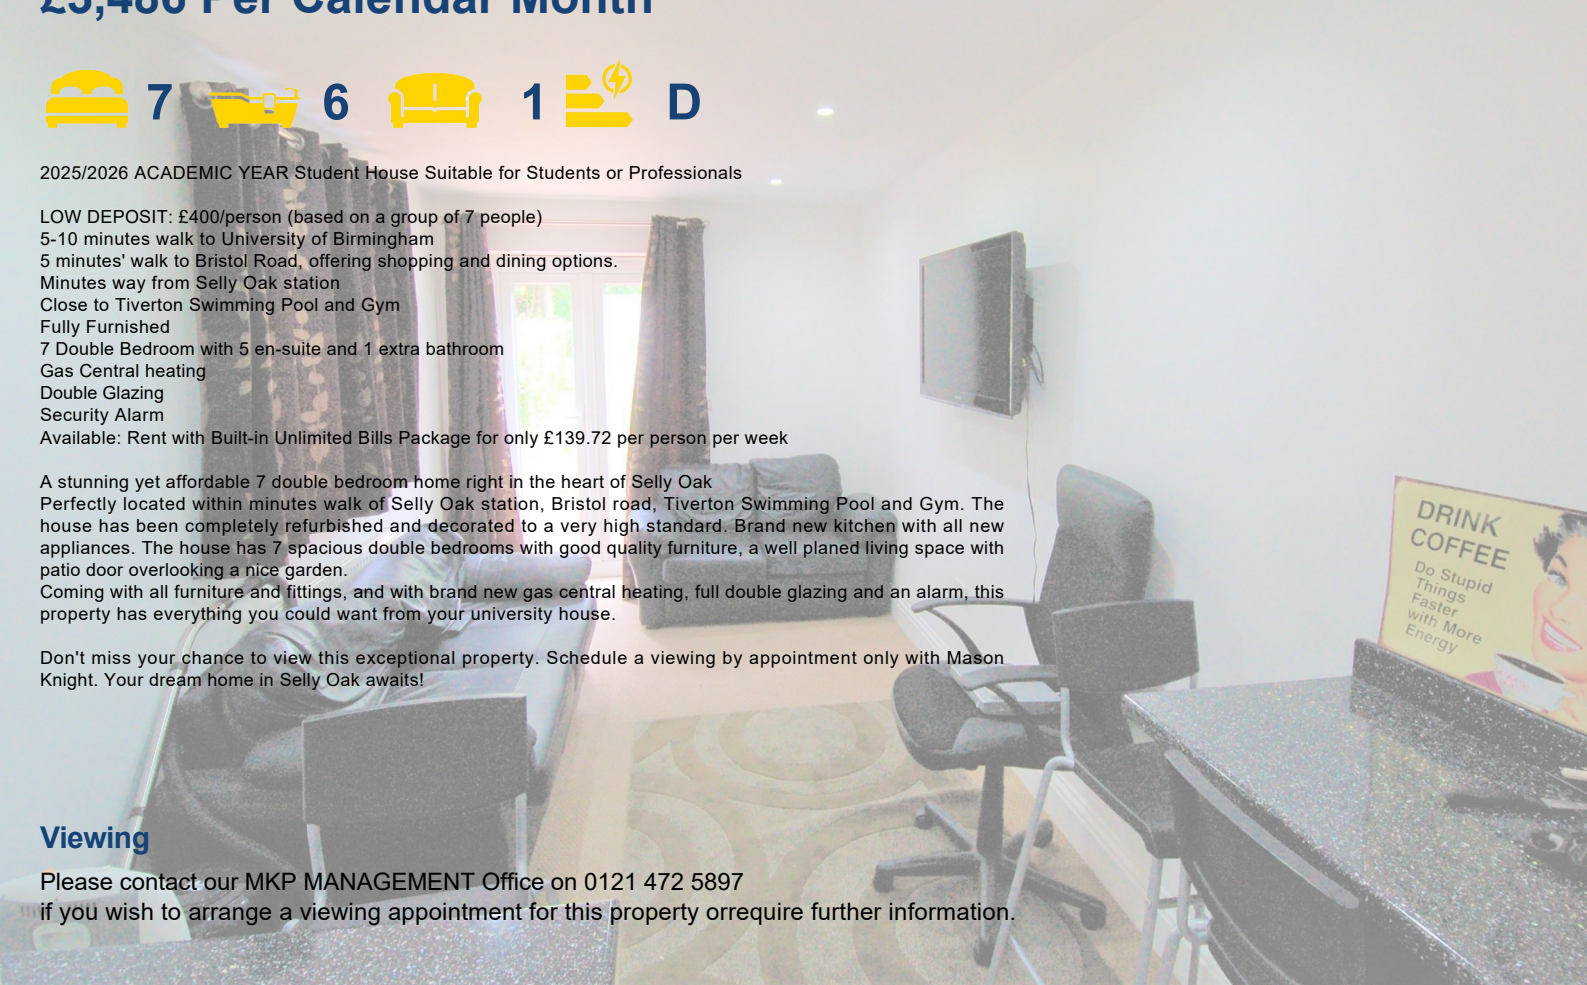 £3,486 Per Calendar Month
7 6 1 D
2025/2026 ACADEMIC YEAR Student House Suitable for Students or Professionals
LOW DEPOSIT: £400/person (based on a group of 7 people)
5-10 minutes walk to University of Birmingham
5 minutes' walk to Bristol Road, offering shopping and dining options.
Minutes way from Selly Oak station
Close to Tiverton Swimming Pool and Gym
Fully Furnished
7 Double Bedroom with 5 en-suite and 1 extra bathroom
Gas Central heating
Double Glazing
Security Alarm
Available: Rent with Built-in Unlimited Bills Package for only £139.72 per person per week
A stunning yet affordable 7 double bedroom home right in the heart of Selly Oak
Perfectly located within minutes walk of Selly Oak station, Bristol road, Tiverton Swimming Pool and Gym. The
house has been completely refurbished and decorated to a very high standard. Brand new kitchen with all new
appliances. The house has 7 spacious double bedrooms with good quality furniture, a well planed living space with
patio door overlooking a nice garden.
Coming with all furniture and fittings, and with brand new gas central heating, full double glazing and an alarm, this
property has everything you could want from your university house.
Don't miss your chance to view this exceptional property. Schedule a viewing by appointment only with Mason
Knight. Your dream home in Selly Oak awaits!
DRINK
COFFEE
Do Stupid
Things
Faster
with More
Energy
Viewing
Please contact our MKP MANAGEMENT Office on 0121 472 5897
if you wish to arrange a viewing appointment for this property orrequire further information.